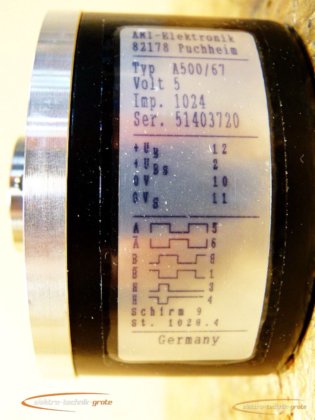 AMI-Elektronik
82178 Puchheim
Typ A500/67
Volt 5
Imp. 1024
Ser. 51403720
+UB 12
+UBs 2
0V 10
0Vs 11
A 5
A 6
B 8
B 1
N 3
N 4
Schirm 9
St. 1020.4
Germany
elektro-technik-grote
elektro-technik-grote